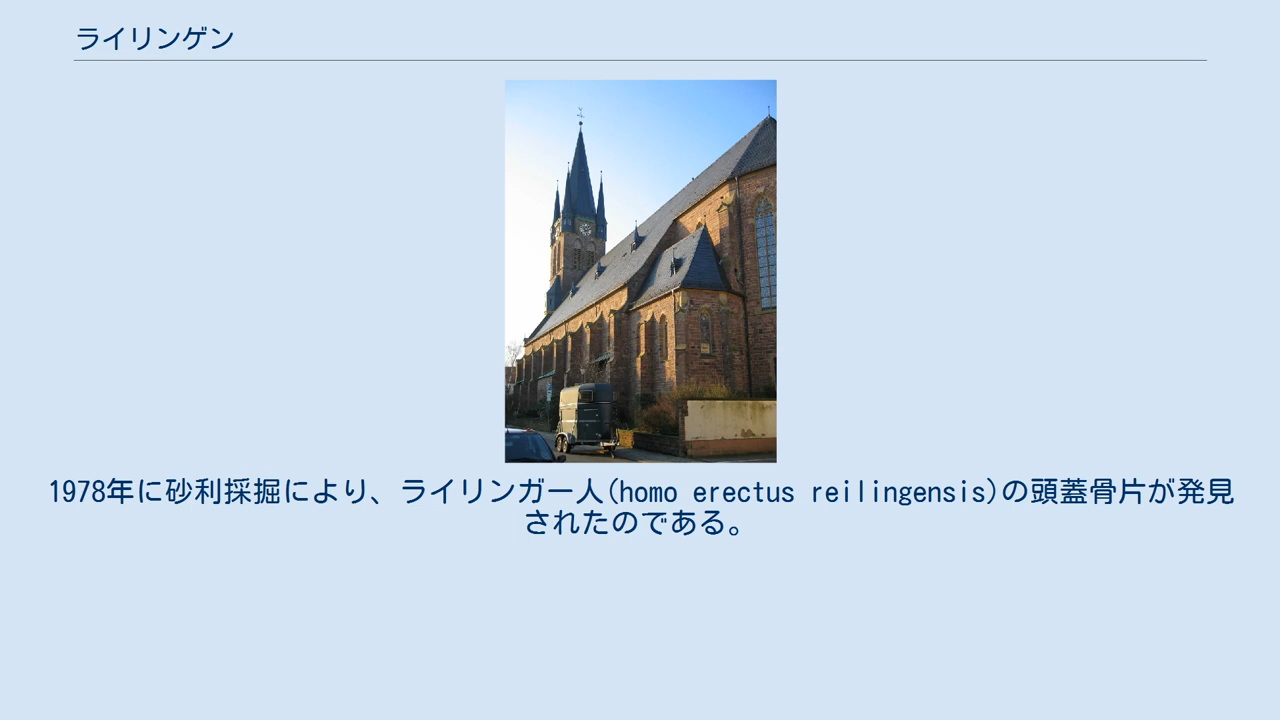 ライリンゲン
1978年に砂利採掘により、ライリンガー人(homo erectus reilingensis)の頭蓋骨片が発見
されたのである。